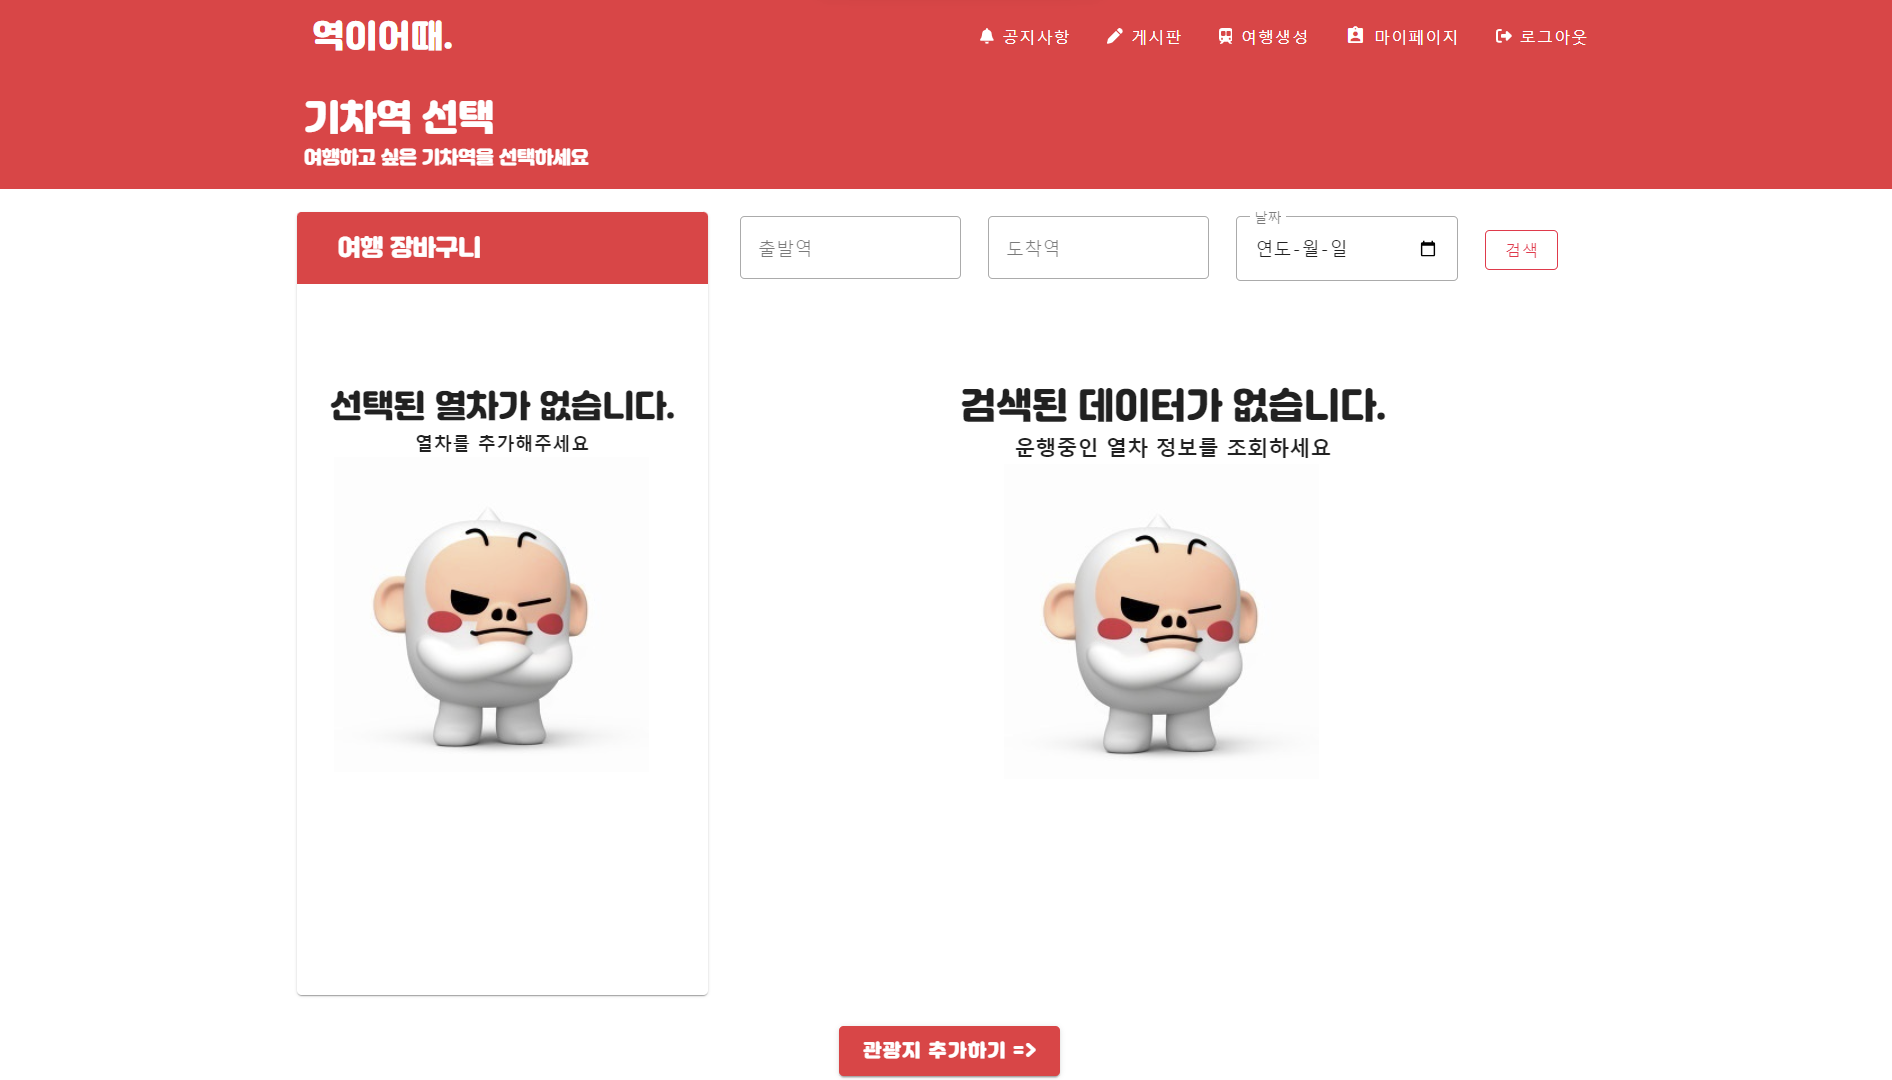 역이어때.
공지사항
게시판
여행생성
마이페이지
로그아웃
기차역 선택
여행하고 싶은 기차역을 선택하세요
여행 장바구니
출발역
도착역
날짜
연도-월-일
검색
선택된 열차가 없습니다.
열차를 추가해주세요
검색된 데이터가 없습니다.
운행중인 열차 정보를 조회하세요
관광지 추가하기 =>